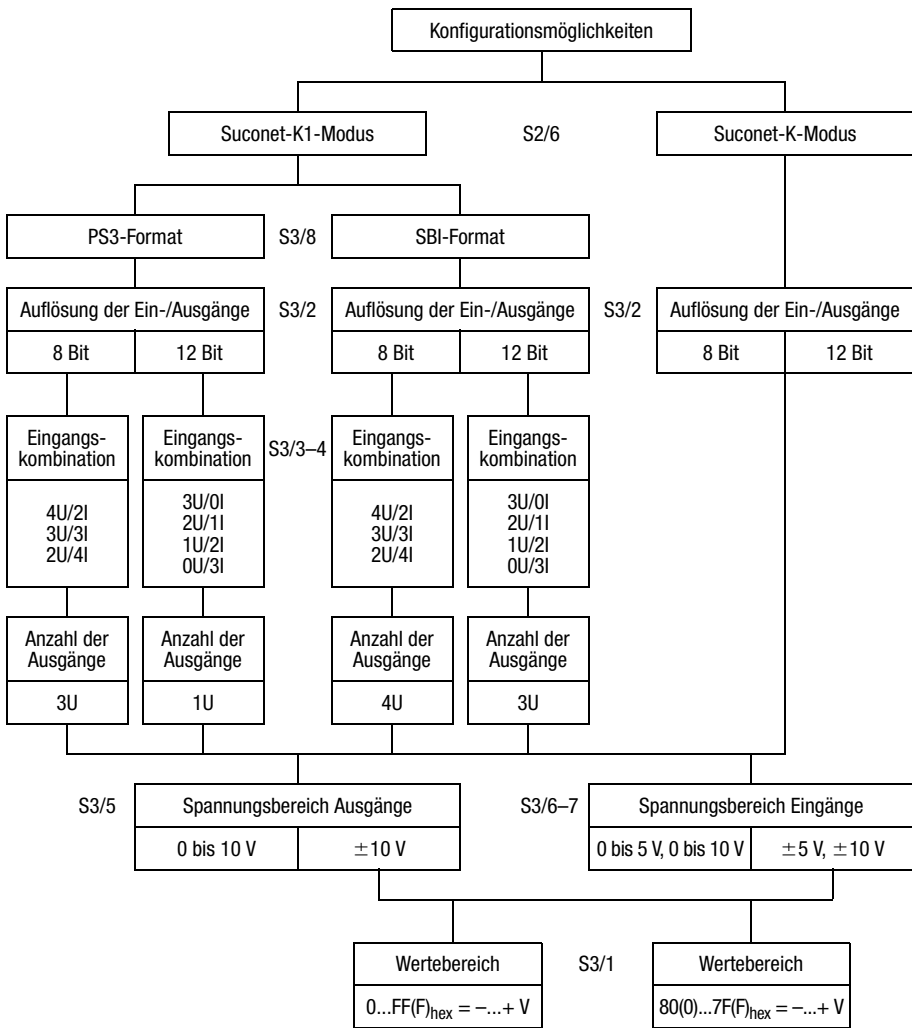 Konfigurationsmöglichkeiten
Suconet-K1-Modus
S2/6
Suconet-K-Modus
PS3-Format
S3/8
SBI-Format
Auflösung der Ein-/Ausgänge
S3/2
Auflösung der Ein-/Ausgänge
S3/2
Auflösung der Ein-/Ausgänge
8 Bit
12 Bit
8 Bit
12 Bit
8 Bit
12 Bit
Eingangs-
kombination
4U/2I
3U/3I
2U/4I
Eingangs-
kombination
3U/0I
2U/1I
1U/2I
0U/3I
S3/3–4
Eingangs-
kombination
4U/2I
3U/3I
2U/4I
Eingangs-
kombination
3U/0I
2U/1I
1U/2I
0U/3I
Anzahl der
Ausgänge
3U
Anzahl der
Ausgänge
1U
Anzahl der
Ausgänge
4U
Anzahl der
Ausgänge
3U
S3/5
Spannungsbereich Ausgänge
0 bis 10 V
±10 V
S3/6–7
Spannungsbereich Eingänge
0 bis 5 V, 0 bis 10 V
±5 V, ±10 V
Wertebereich
0...FF(F)hex = –...+ V
S3/1
Wertebereich
80(0)...7F(F)hex = –...+ V